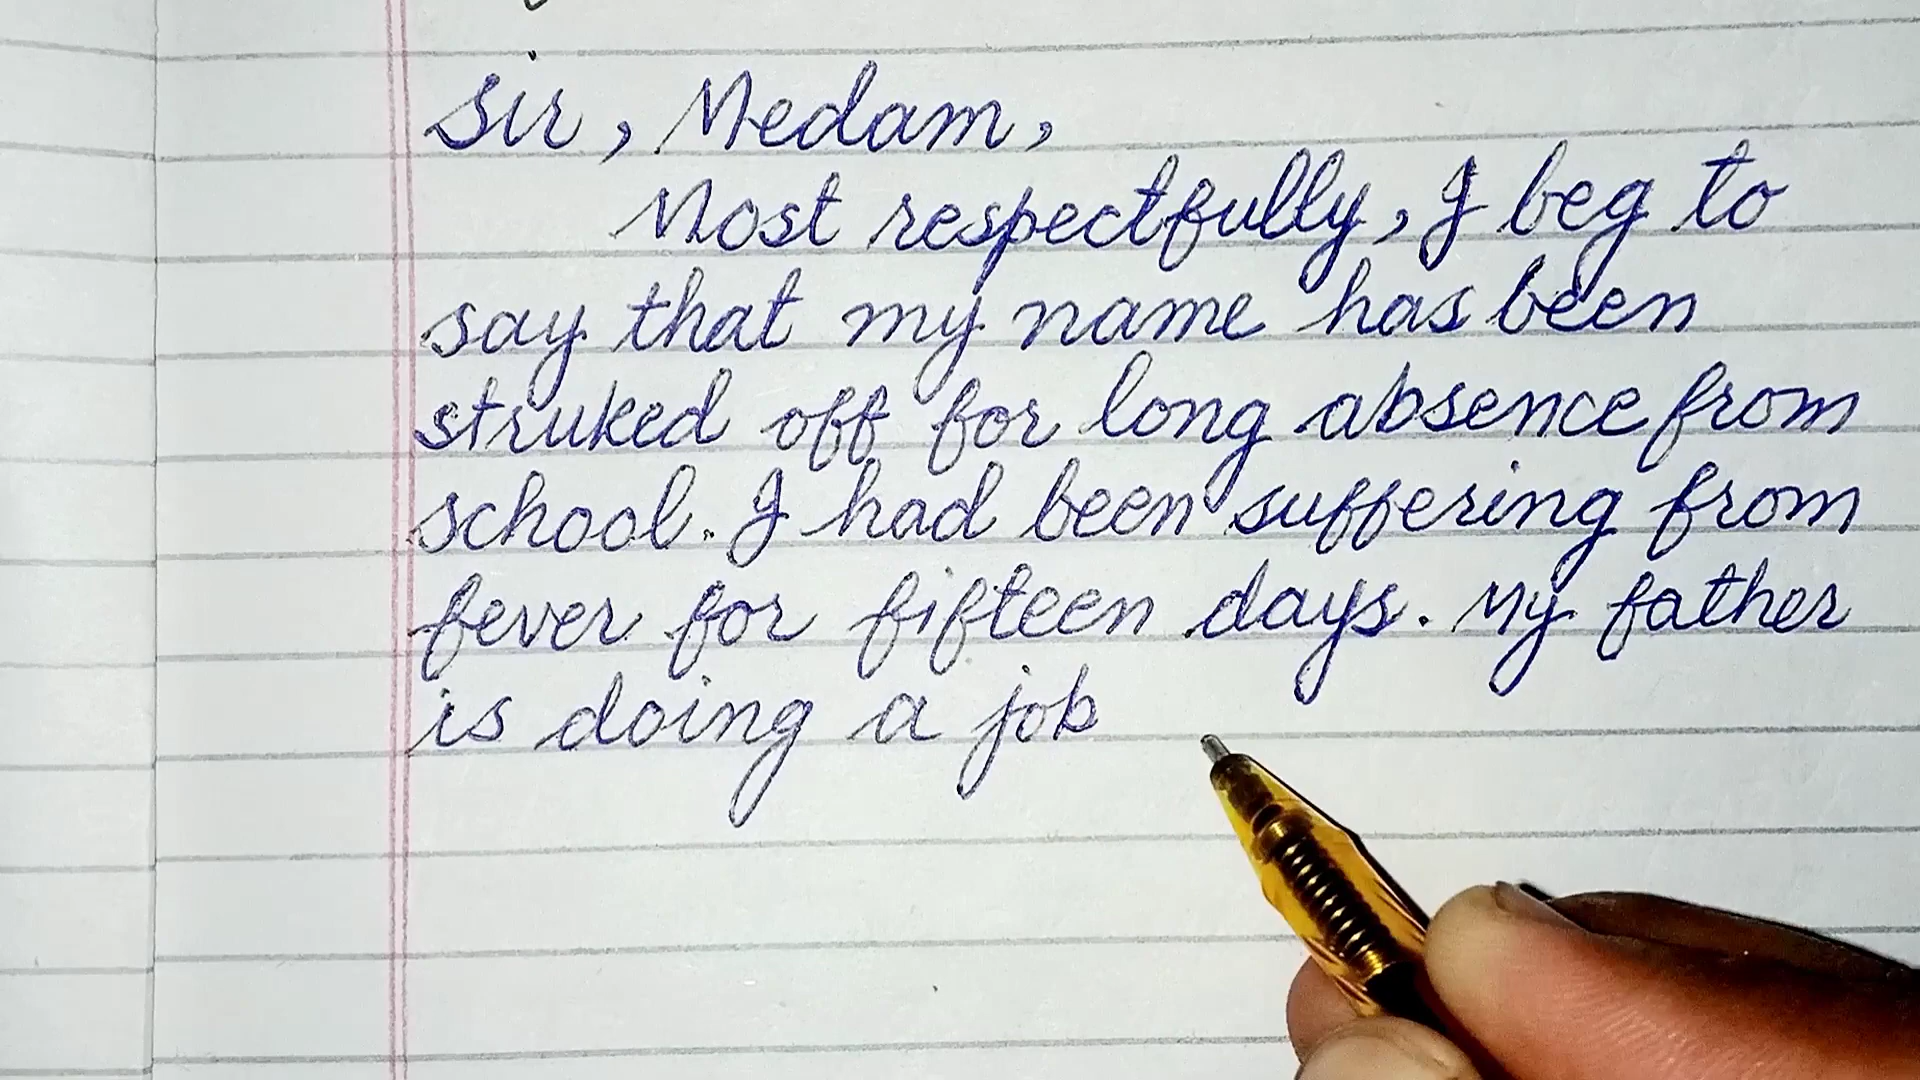 Sir, Medam,
Most respectfully, I beg to
say that my name has been
struked off for long absence from
school. I had been suffering from
fever for fifteen days. My father
is doing a job